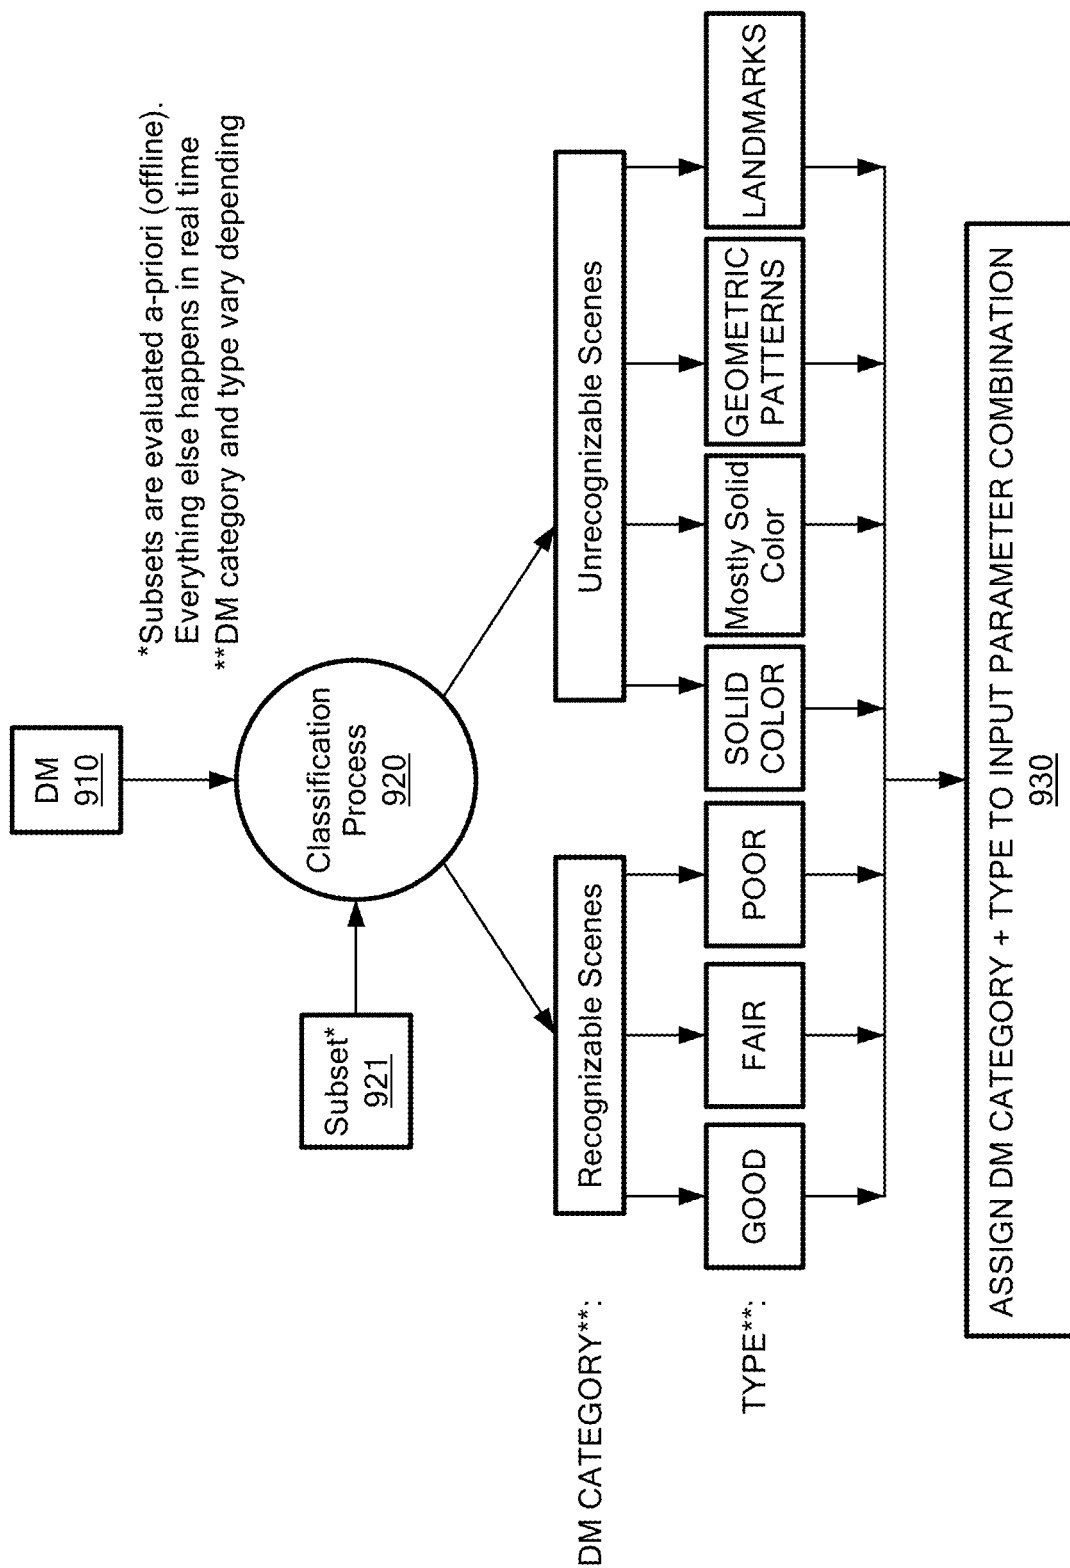 DM
910
*Subsets are evaluated a-priori (offline).
Everything else happens in real time
**DM category and type vary depending
Subset*
921
Classification
Process
920
DM CATEGORY**:
Recognizable Scenes
Unrecognizable Scenes
TYPE**:
GOOD
FAIR
POOR
SOLID
COLOR
Mostly Solid
Color
GEOMETRIC
PATTERNS
LANDMARKS
ASSIGN DM CATEGORY + TYPE TO INPUT PARAMETER COMBINATION
930